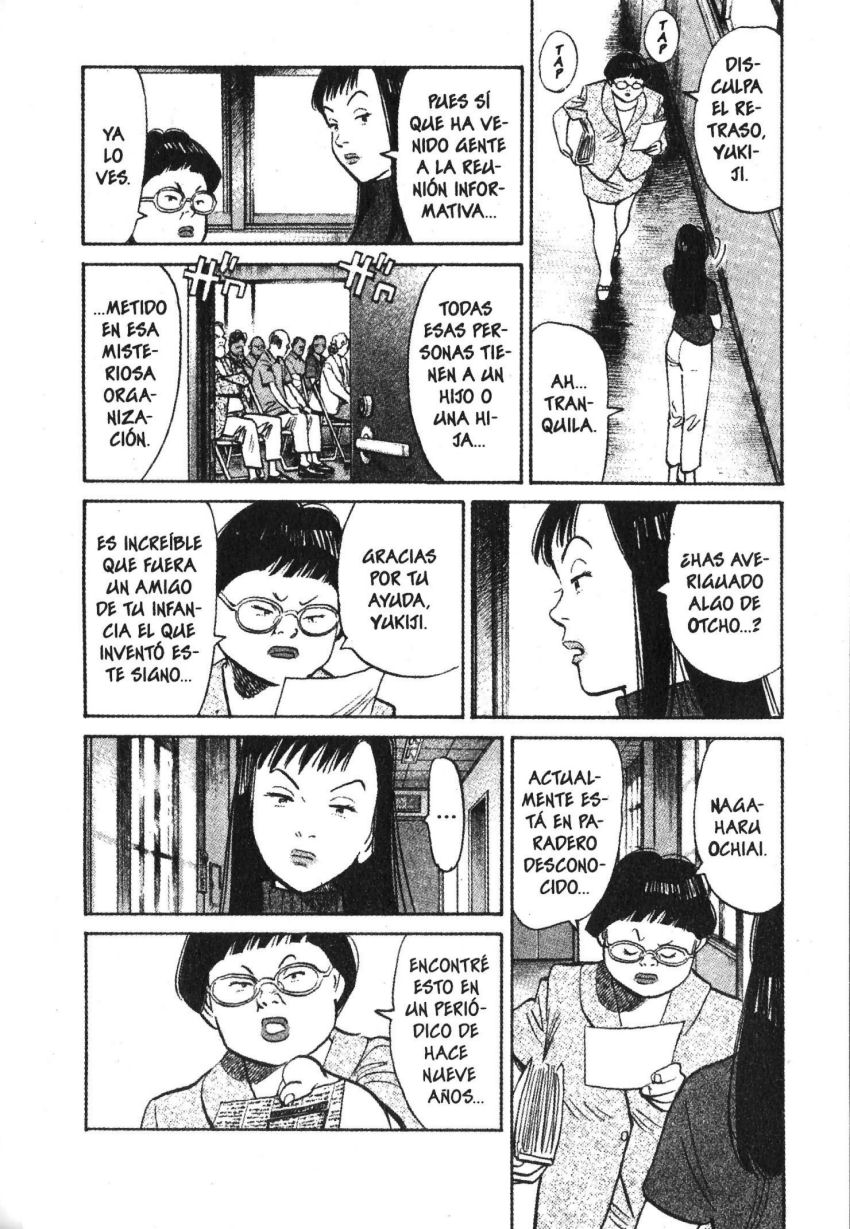 DIS-
CULPA
EL RE-
TRASO,
YUKI-
JI.
TAP
TAP
AH...
TRAN-
QUILA.
PUES SÍ
QUE HA VE-
NIDO GENTE
A LA REU-
NIÓN INFOR-
MATIVA...
YA
LO
VES.
TODAS
ESAS PER-
SONAS TIE-
NEN A UN
HIJO O
UNA HI-
JA...
ザッ
ザッ
...METIDO
EN ESA
MISTE-
RIOSA
ORGA-
NIZA-
CIÓN.
¿HAS AVE-
RIGUADO
ALGO DE
OTCHO...?
GRACIAS
POR TU
AYUDA,
YUKIJI.
ES INCREÍBLE
QUE FUERA
UN AMIGO
DE TU INFAN-
CIA EL QUE
INVENTÓ ES-
TE SIGNO...
NAGA-
HARU
OCHIAI.
ACTUAL-
MENTE ES-
TÁ EN PA-
RADERO
DESCONO-
CIDO...
...
ENCONTRÉ
ESTO EN
UN PERIÓ-
DICO DE
HACE
NUEVE
AÑOS...